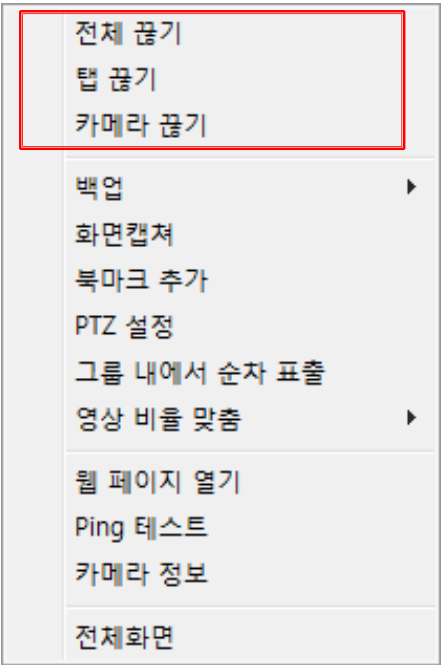 전체 끊기
탭 끊기
카메라 끊기
백업
화면캡쳐
북마크 추가
PTZ 설정
그룹 내에서 순차 표출
영상 비율 맞춤
웹 페이지 열기
Ping 테스트
카메라 정보
전체화면